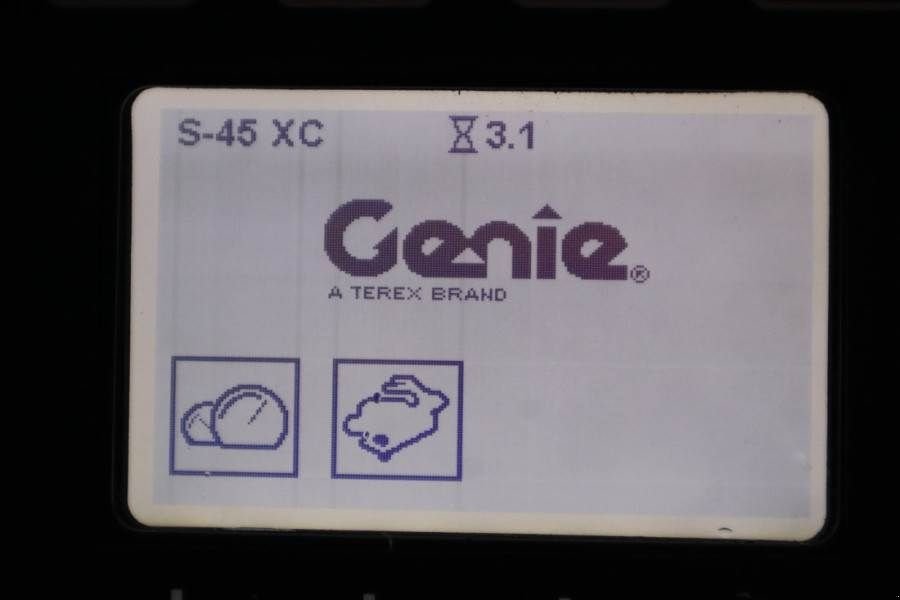 S-45 XC 3.1
Genie®
A TEREX BRAND